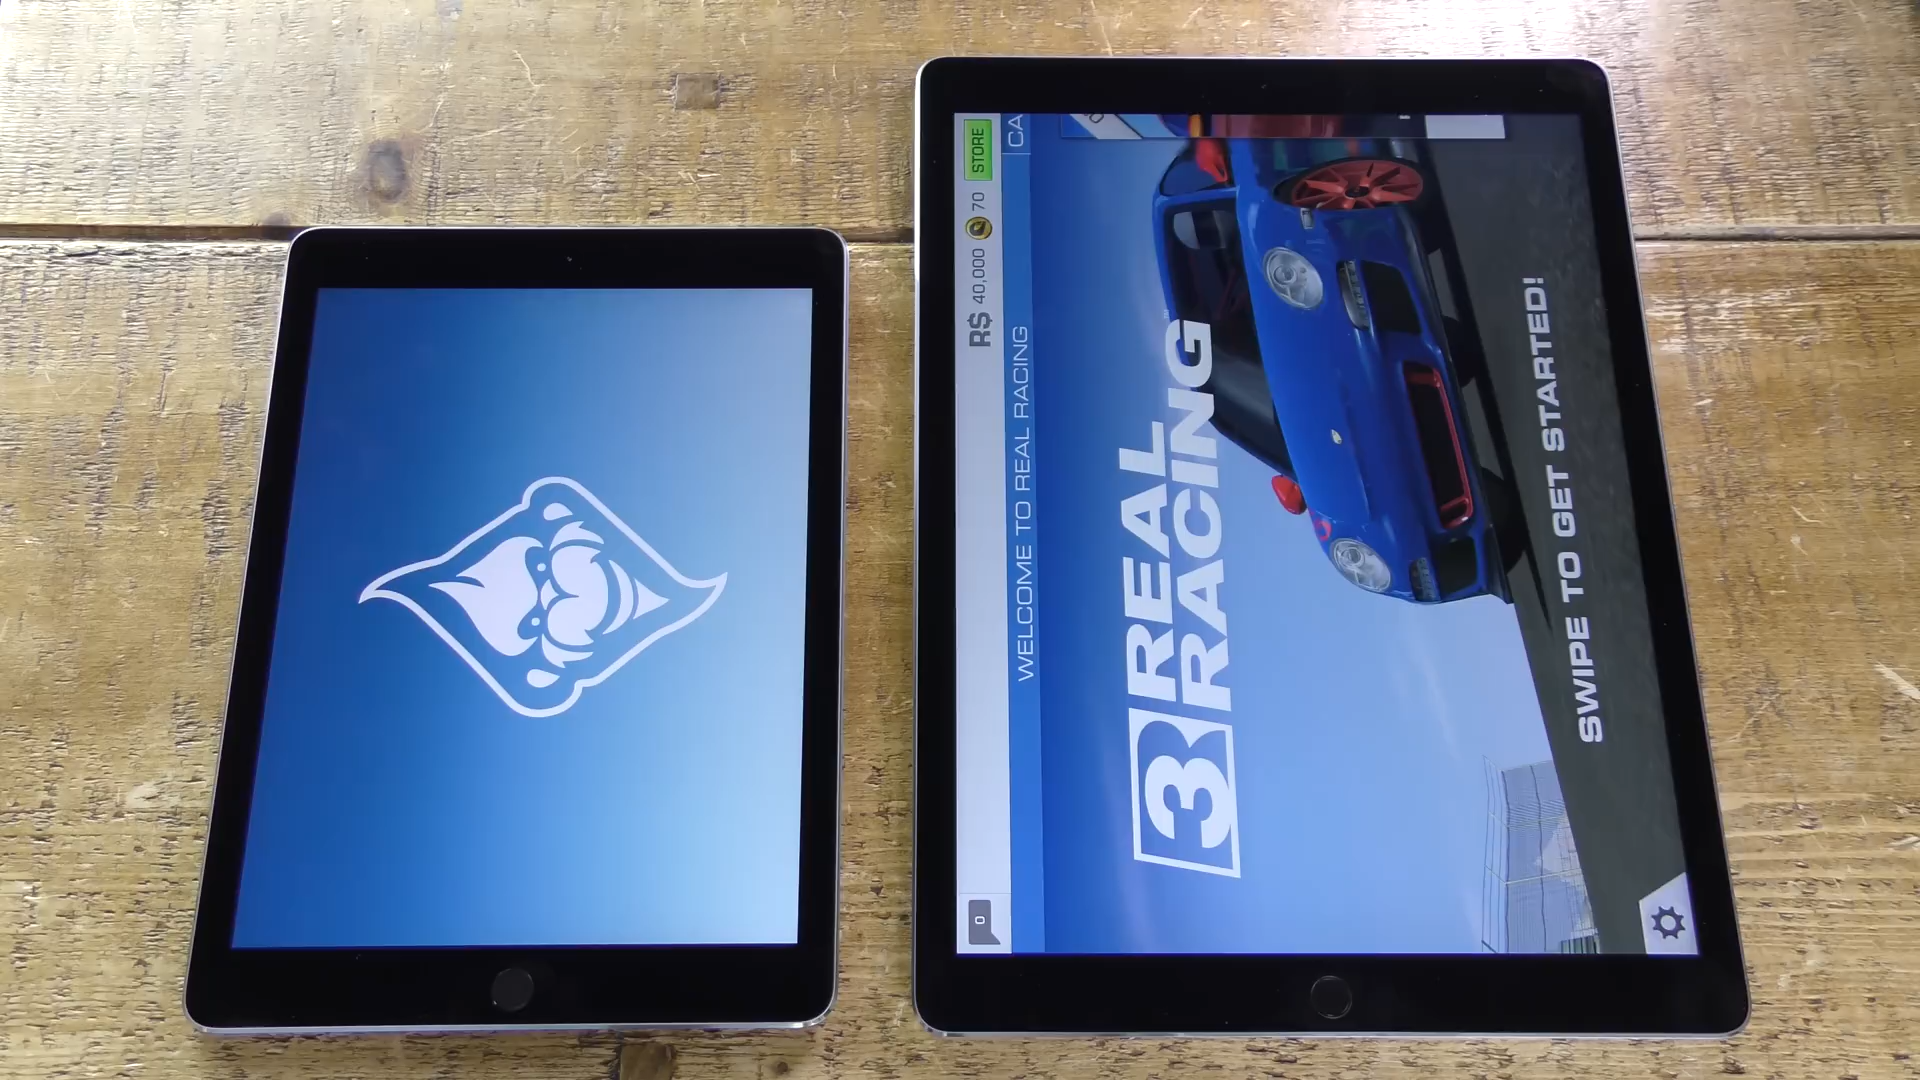 0
R$ 40,000 70 STORE
WELCOME TO REAL RACING
CA
3 REAL
RACING
SWIPE TO GET STARTED!